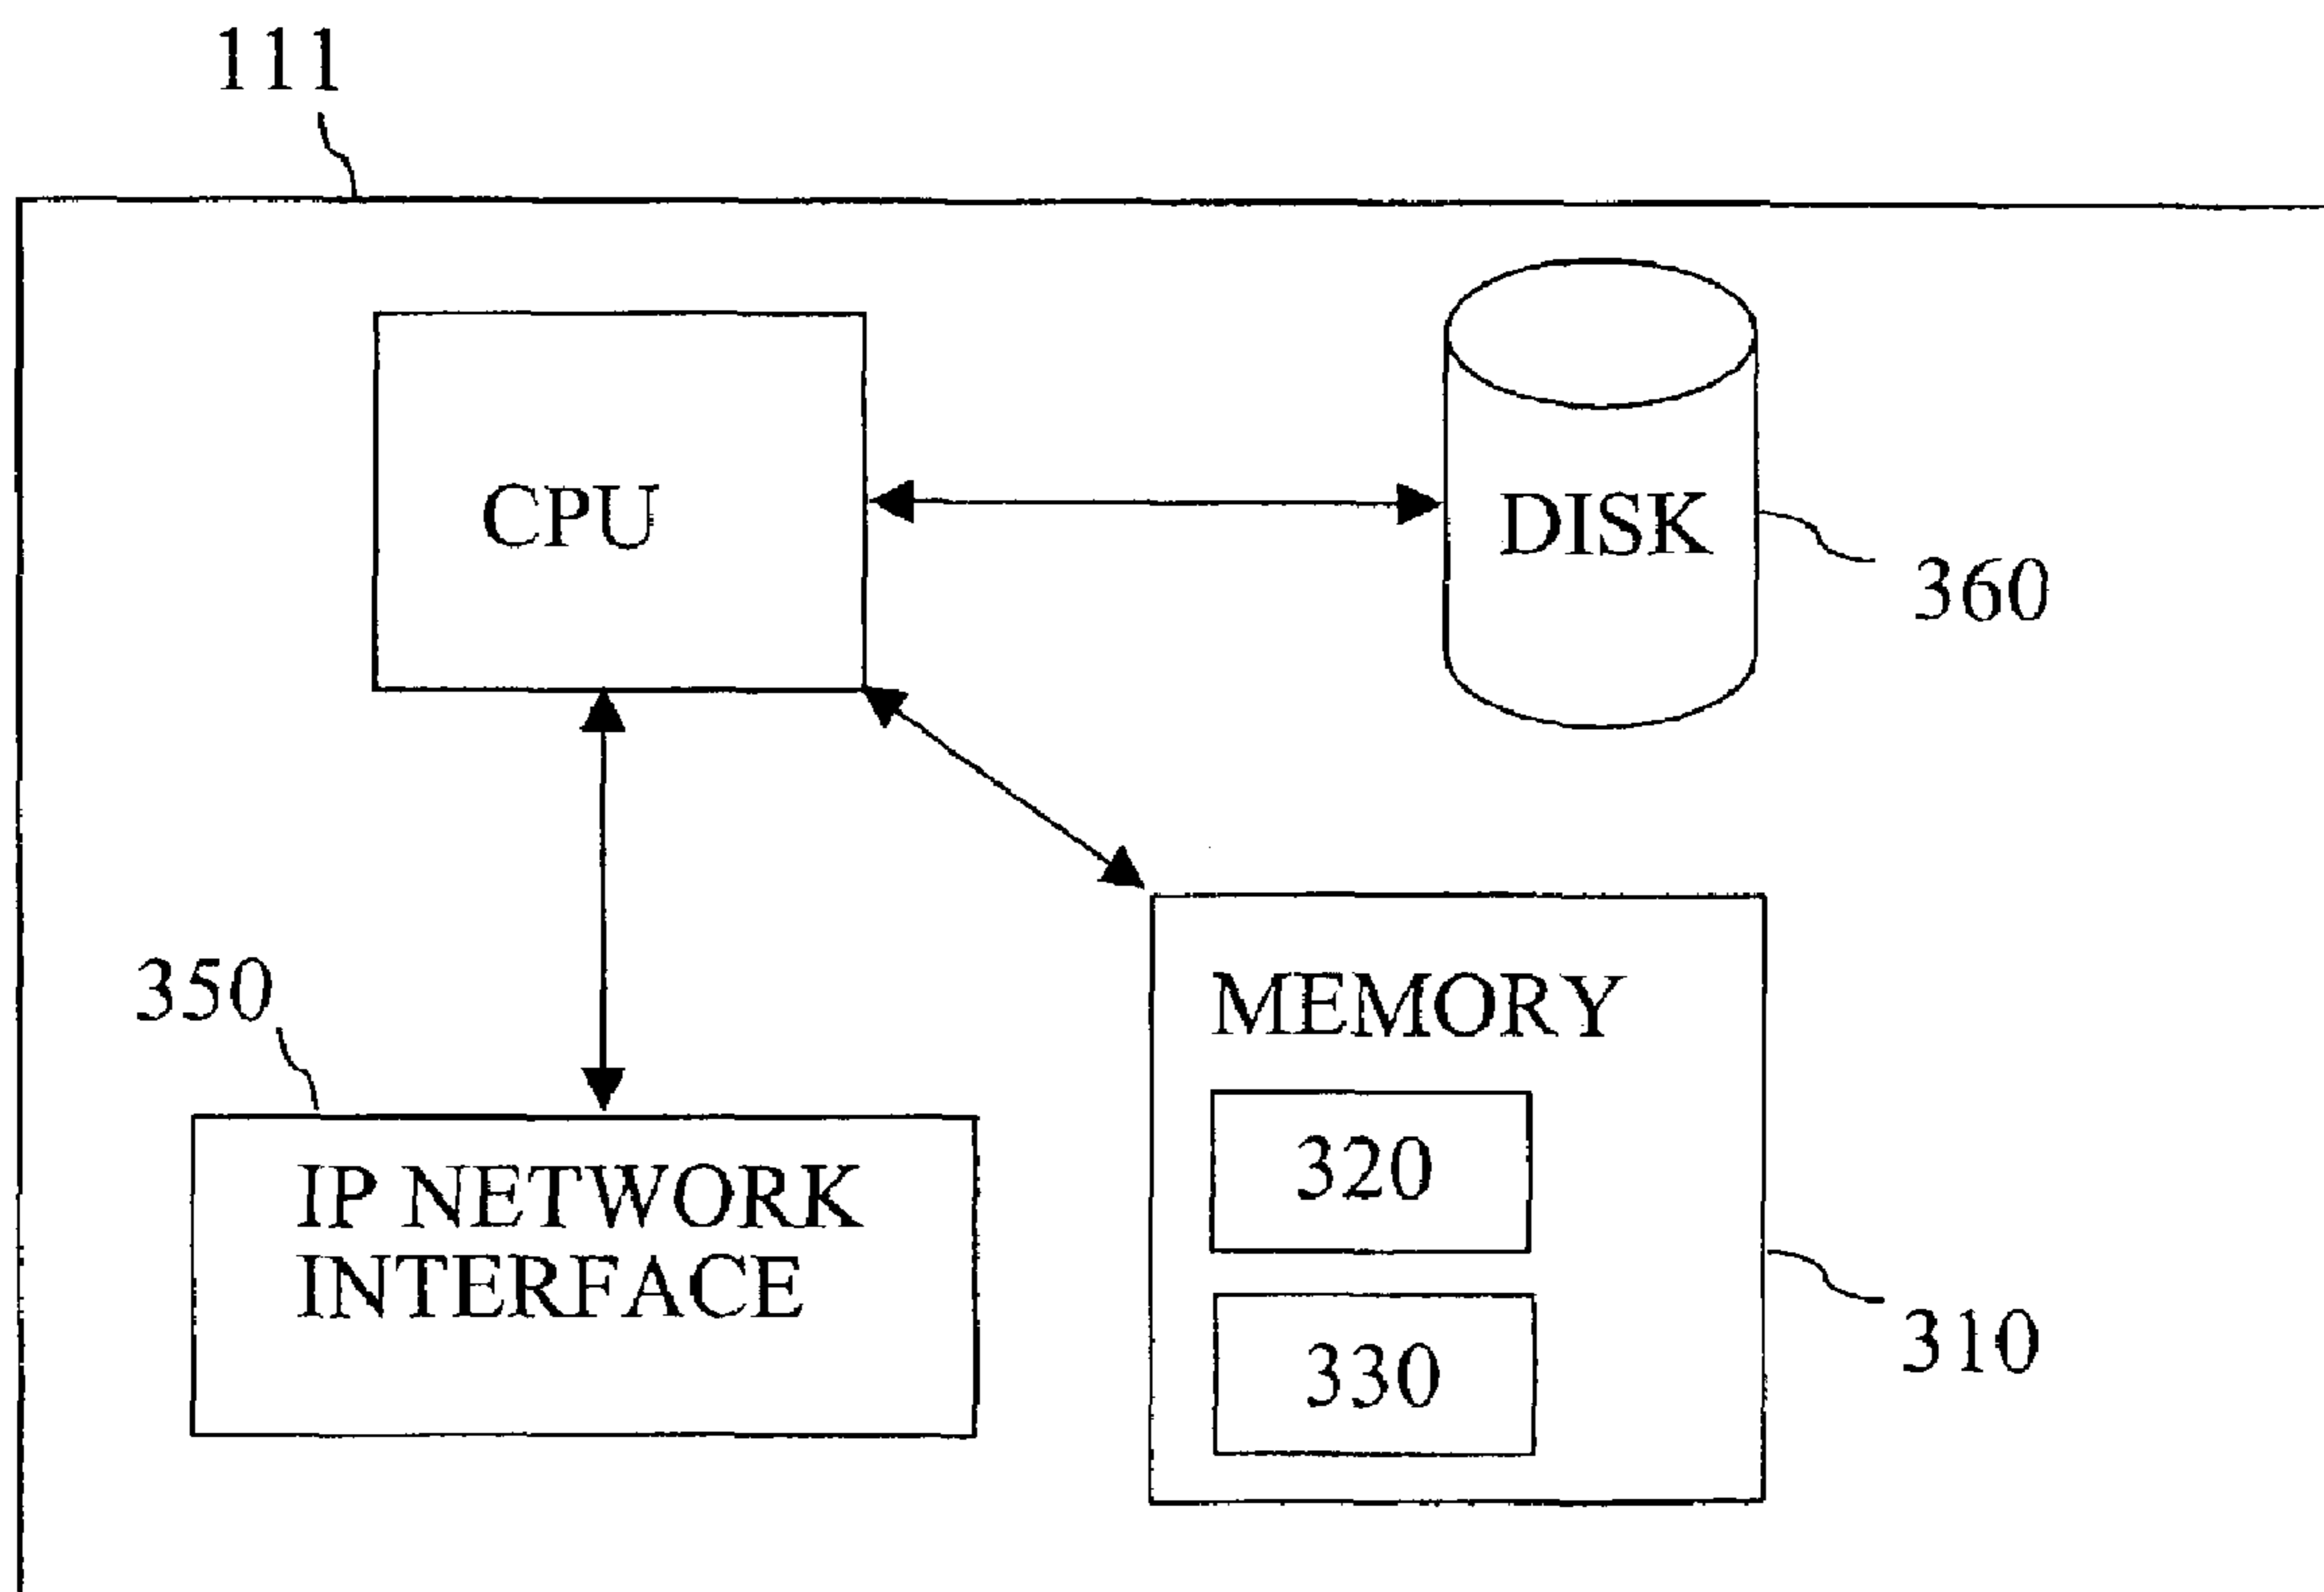 111
CPU
DISK
360
350
MEMORY
IP NETWORK
INTERFACE
320
330
310